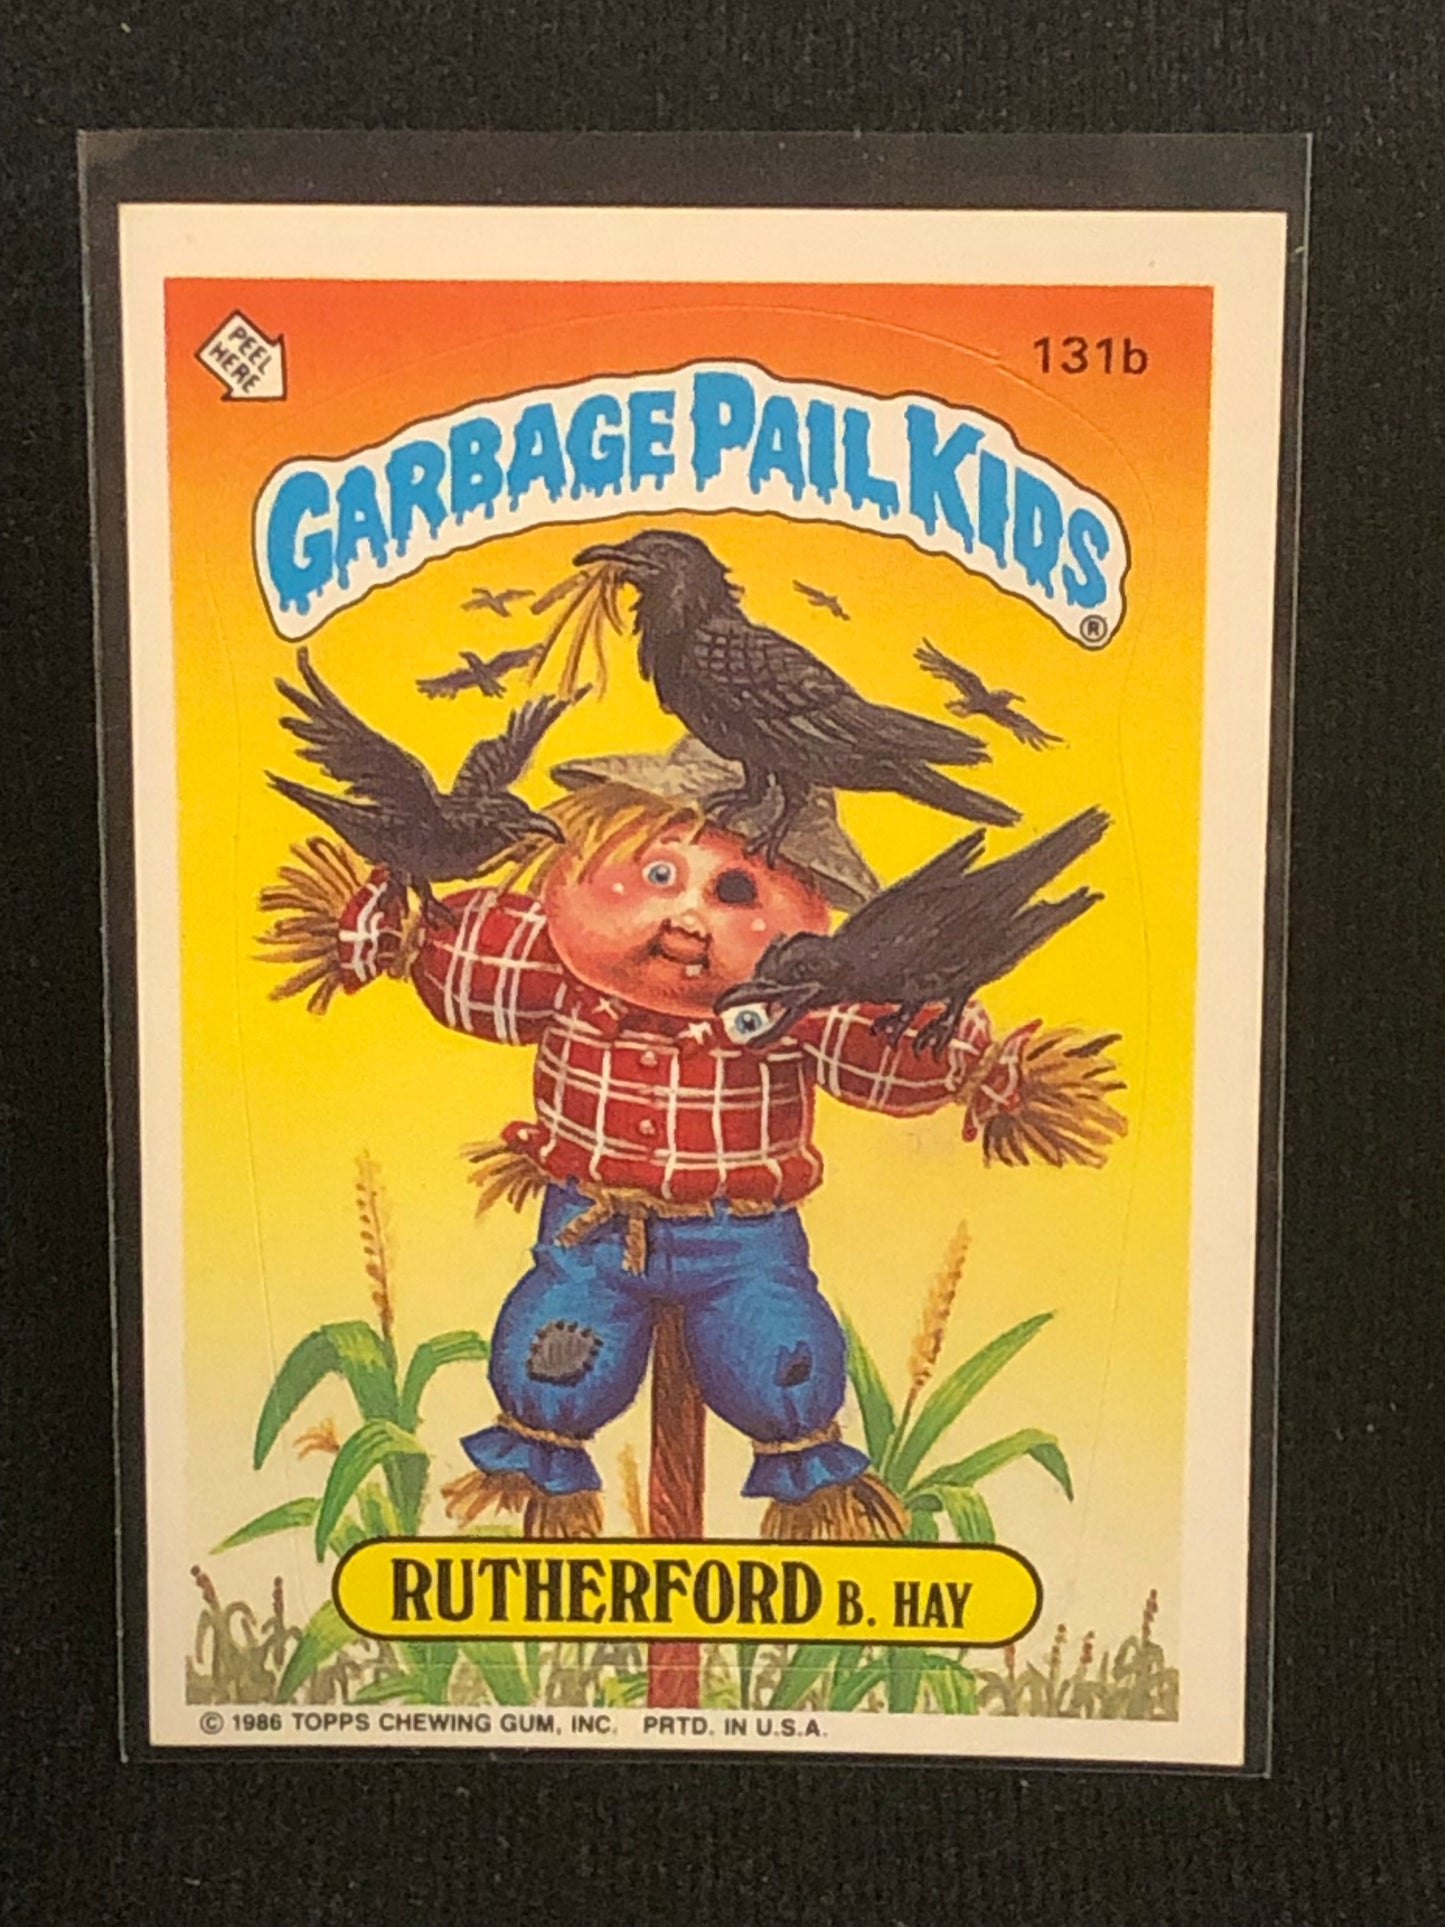 PEEL
HERE
131b
GARBAGE PAIL KIDS
®
RUTHERFORD B. HAY
© 1986 TOPPS CHEWING GUM, INC. PRTD. IN U.S.A.